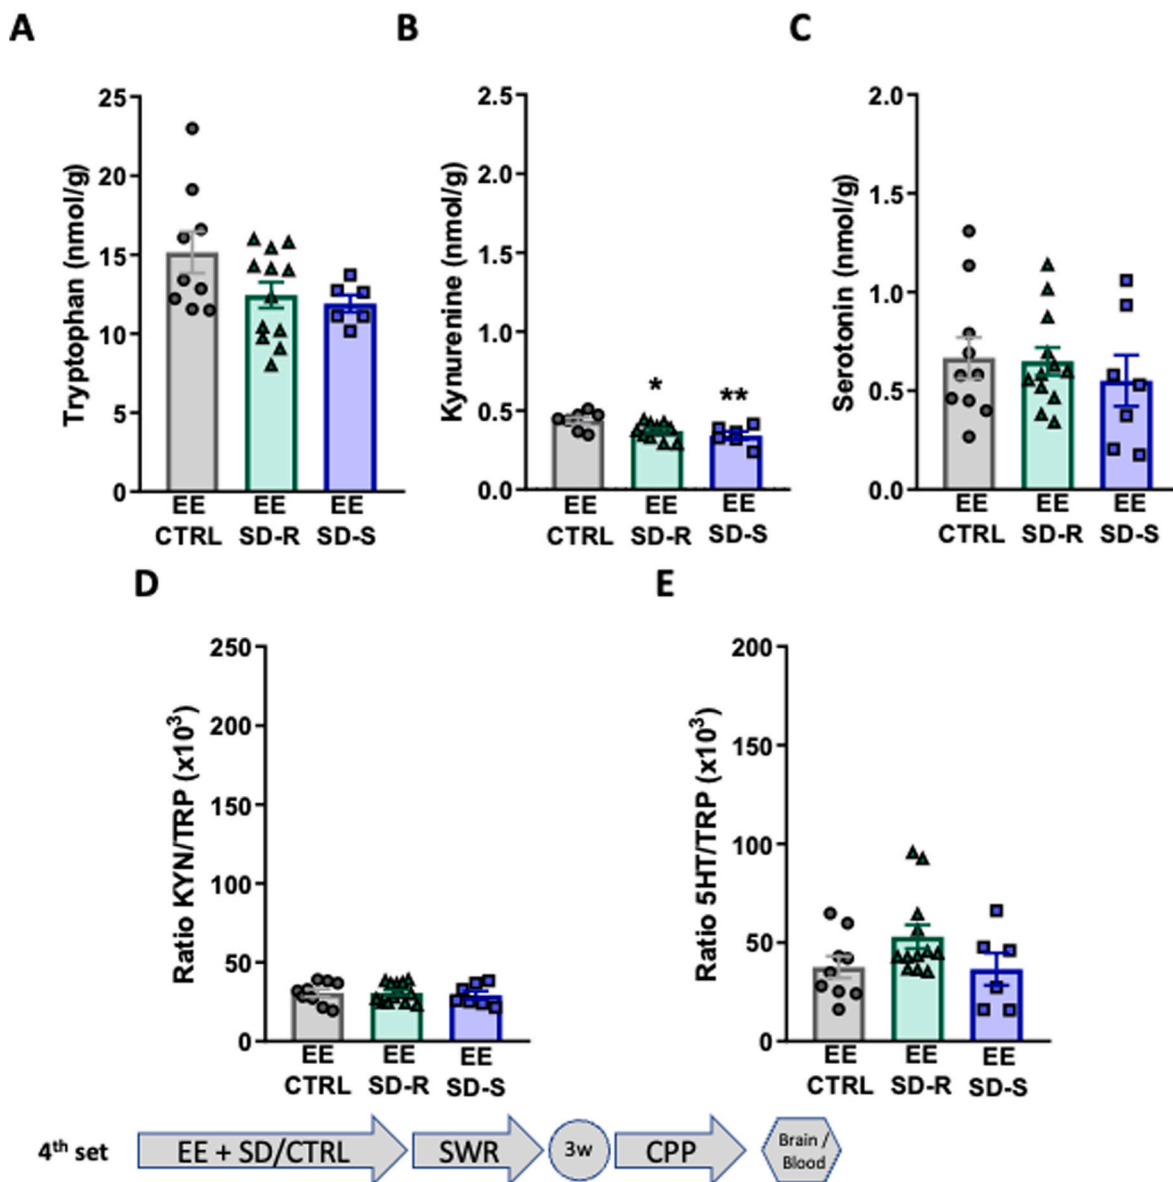 A
B
C
Tryptophan (nmol/g)
25
20
15
10
5
0
EE EE EE
CTRL SD-R SD-S
Kynurenine (nmol/g)
2.5
2.0
1.5
1.0
0.5
0.0
*
**
EE EE EE
CTRL SD-R SD-S
Serotonin (nmol/g)
2.0
1.5
1.0
0.5
0.0
EE EE EE
CTRL SD-R SD-S
D
E
Ratio KYN/TRP (x10³)
250
200
150
100
50
0
EE EE EE
CTRL SD-R SD-S
Ratio 5HT/TRP (x10³)
200
150
100
50
0
EE EE EE
CTRL SD-R SD-S
4th set
EE + SD/CTRL
SWR
3w
CPP
Brain /
Blood